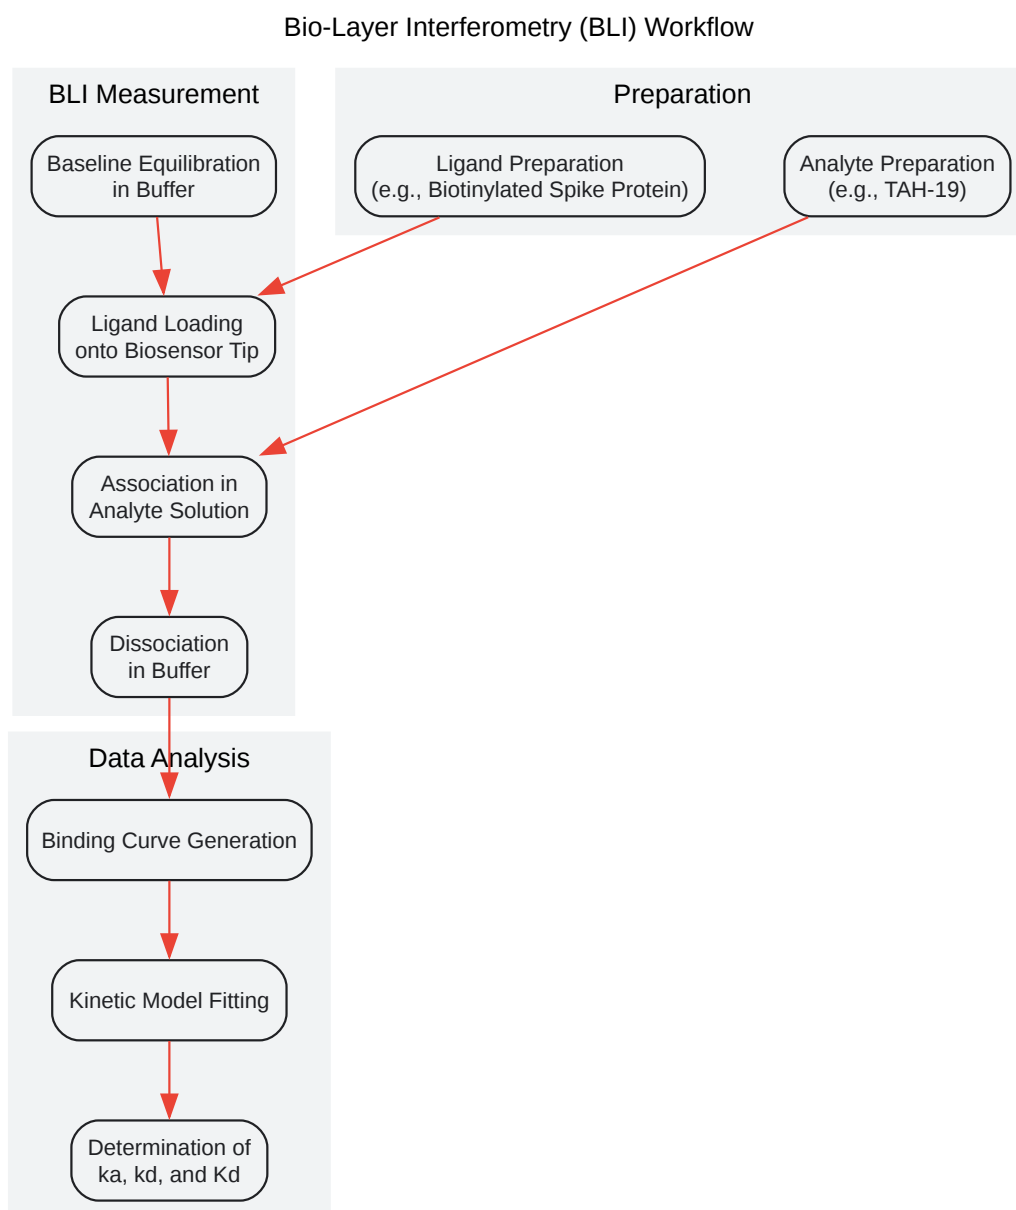 Bio-Layer Interferometry (BLI) Workflow
BLI Measurement
Baseline Equilibration
in Buffer
Ligand Loading
onto Biosensor Tip
Association in
Analyte Solution
Dissociation
in Buffer
Preparation
Ligand Preparation
(e.g., Biotinylated Spike Protein)
Analyte Preparation
(e.g., TAH-19)
Data Analysis
Binding Curve Generation
Kinetic Model Fitting
Determination of
ka, kd, and Kd